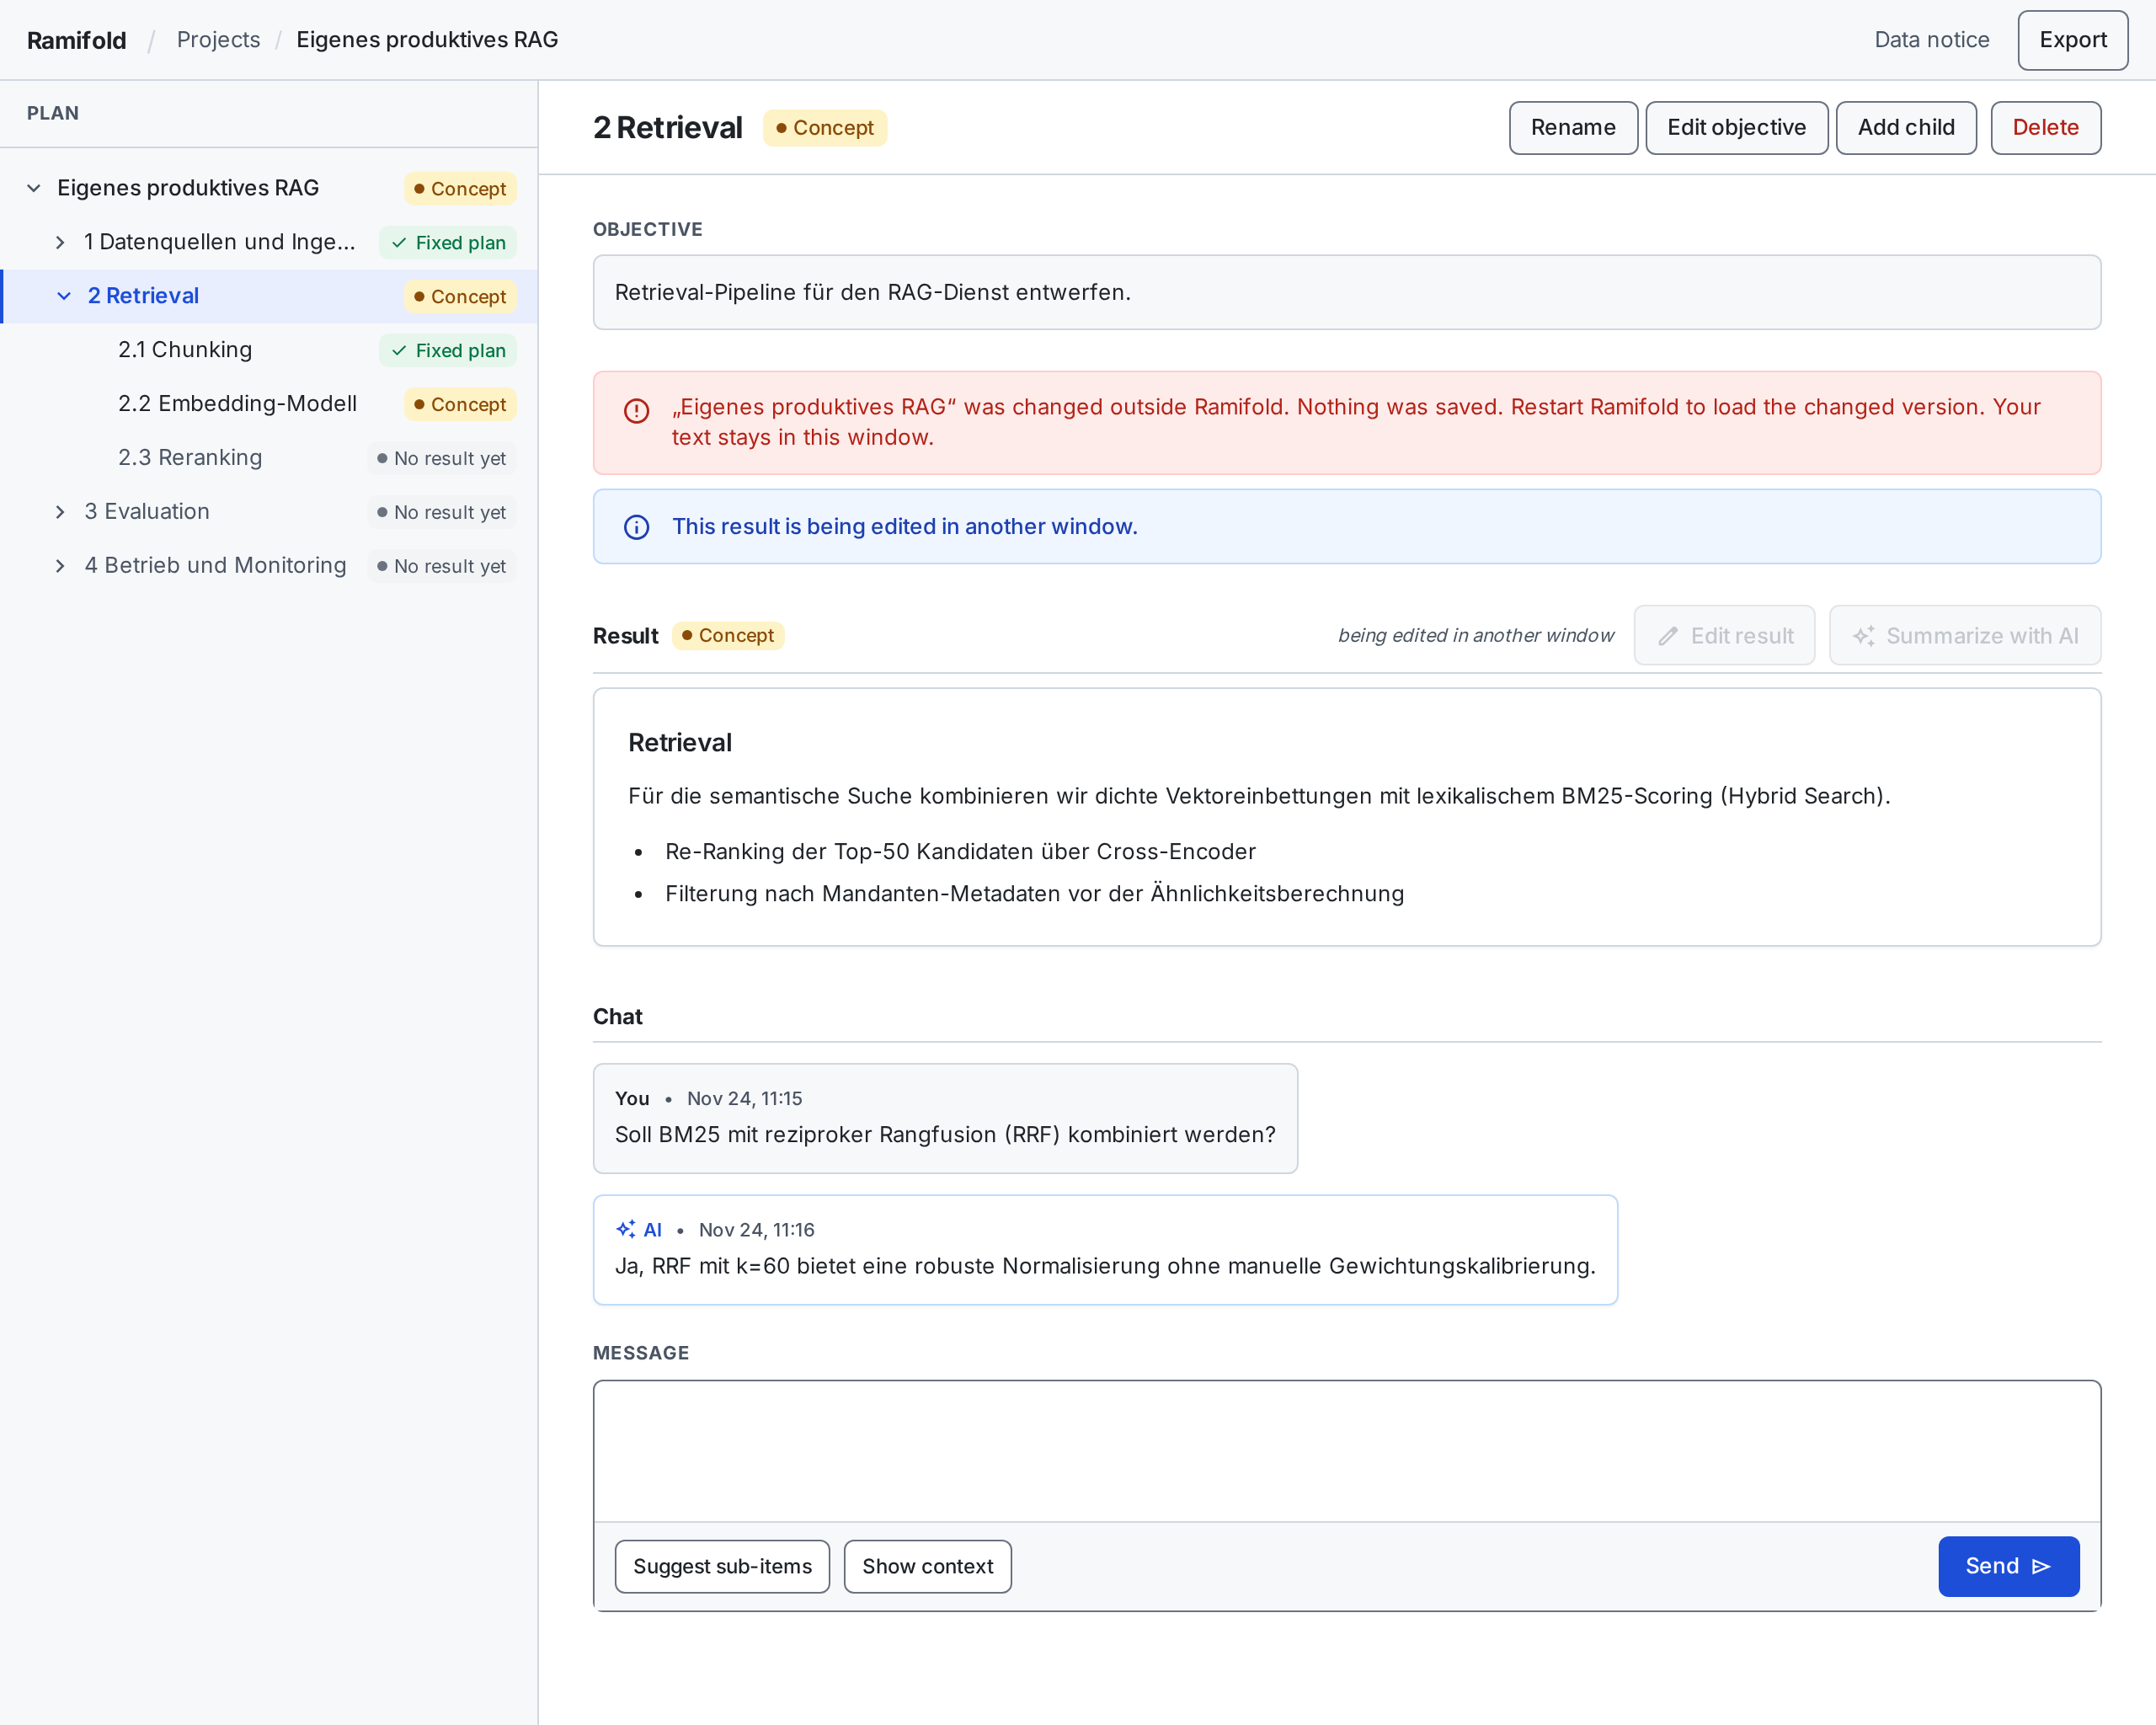 Ramifold / Projects / Eigenes produktives RAG
Data notice
Export
PLAN
Eigenes produktives RAG
Concept
1 Datenquellen und Inge...
Fixed plan
2 Retrieval
Concept
2.1 Chunking
Fixed plan
2.2 Embedding-Modell
Concept
2.3 Reranking
No result yet
3 Evaluation
No result yet
4 Betrieb und Monitoring
No result yet
2 Retrieval
Concept
Rename
Edit objective
Add child
Delete
OBJECTIVE
Retrieval-Pipeline für den RAG-Dienst entwerfen.
„Eigenes produktives RAG“ was changed outside Ramifold. Nothing was saved. Restart Ramifold to load the changed version. Your
text stays in this window.
This result is being edited in another window.
Result
Concept
being edited in another window
Edit result
Summarize with AI
Retrieval
Für die semantische Suche kombinieren wir dichte Vektoreinbettungen mit lexikalischem BM25-Scoring (Hybrid Search).
• Re-Ranking der Top-50 Kandidaten über Cross-Encoder
• Filterung nach Mandanten-Metadaten vor der Ähnlichkeitsberechnung
Chat
You • Nov 24, 11:15
Soll BM25 mit reziproker Rangfusion (RRF) kombiniert werden?
AI • Nov 24, 11:16
Ja, RRF mit k=60 bietet eine robuste Normalisierung ohne manuelle Gewichtungskalibrierung.
MESSAGE
Suggest sub-items
Show context
Send